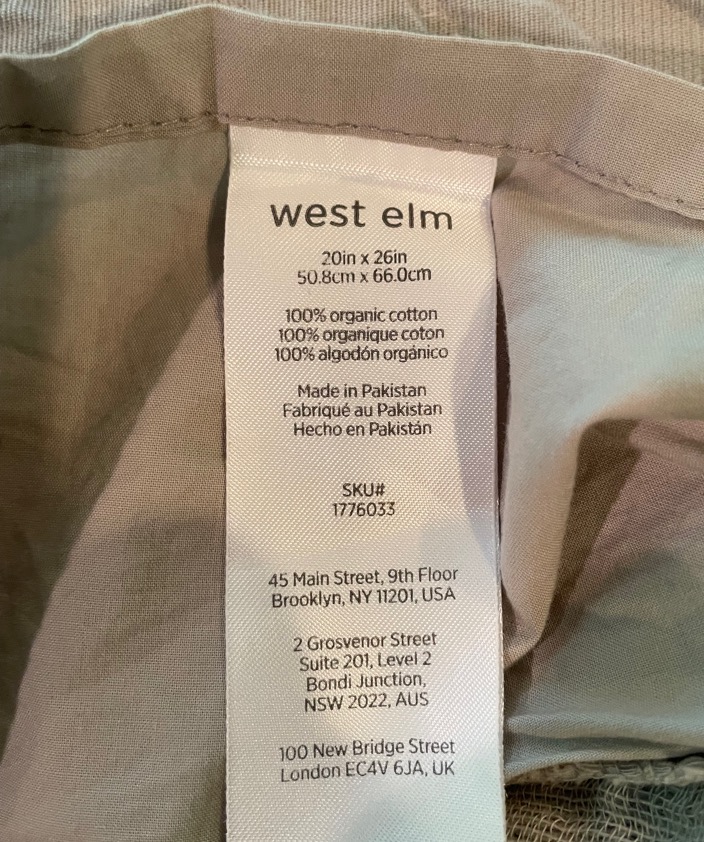 west elm
20in x 26in
50.8cm x 66.0cm
100% organic cotton
100% organique coton
100% algodón orgánico
Made in Pakistan
Fabriqué au Pakistan
Hecho en Pakistán
SKU#
1776033
45 Main Street, 9th Floor
Brooklyn, NY 11201, USA
2 Grosvenor Street
Suite 201, Level 2
Bondi Junction,
NSW 2022, AUS
100 New Bridge Street
London EC4V 6JA, UK